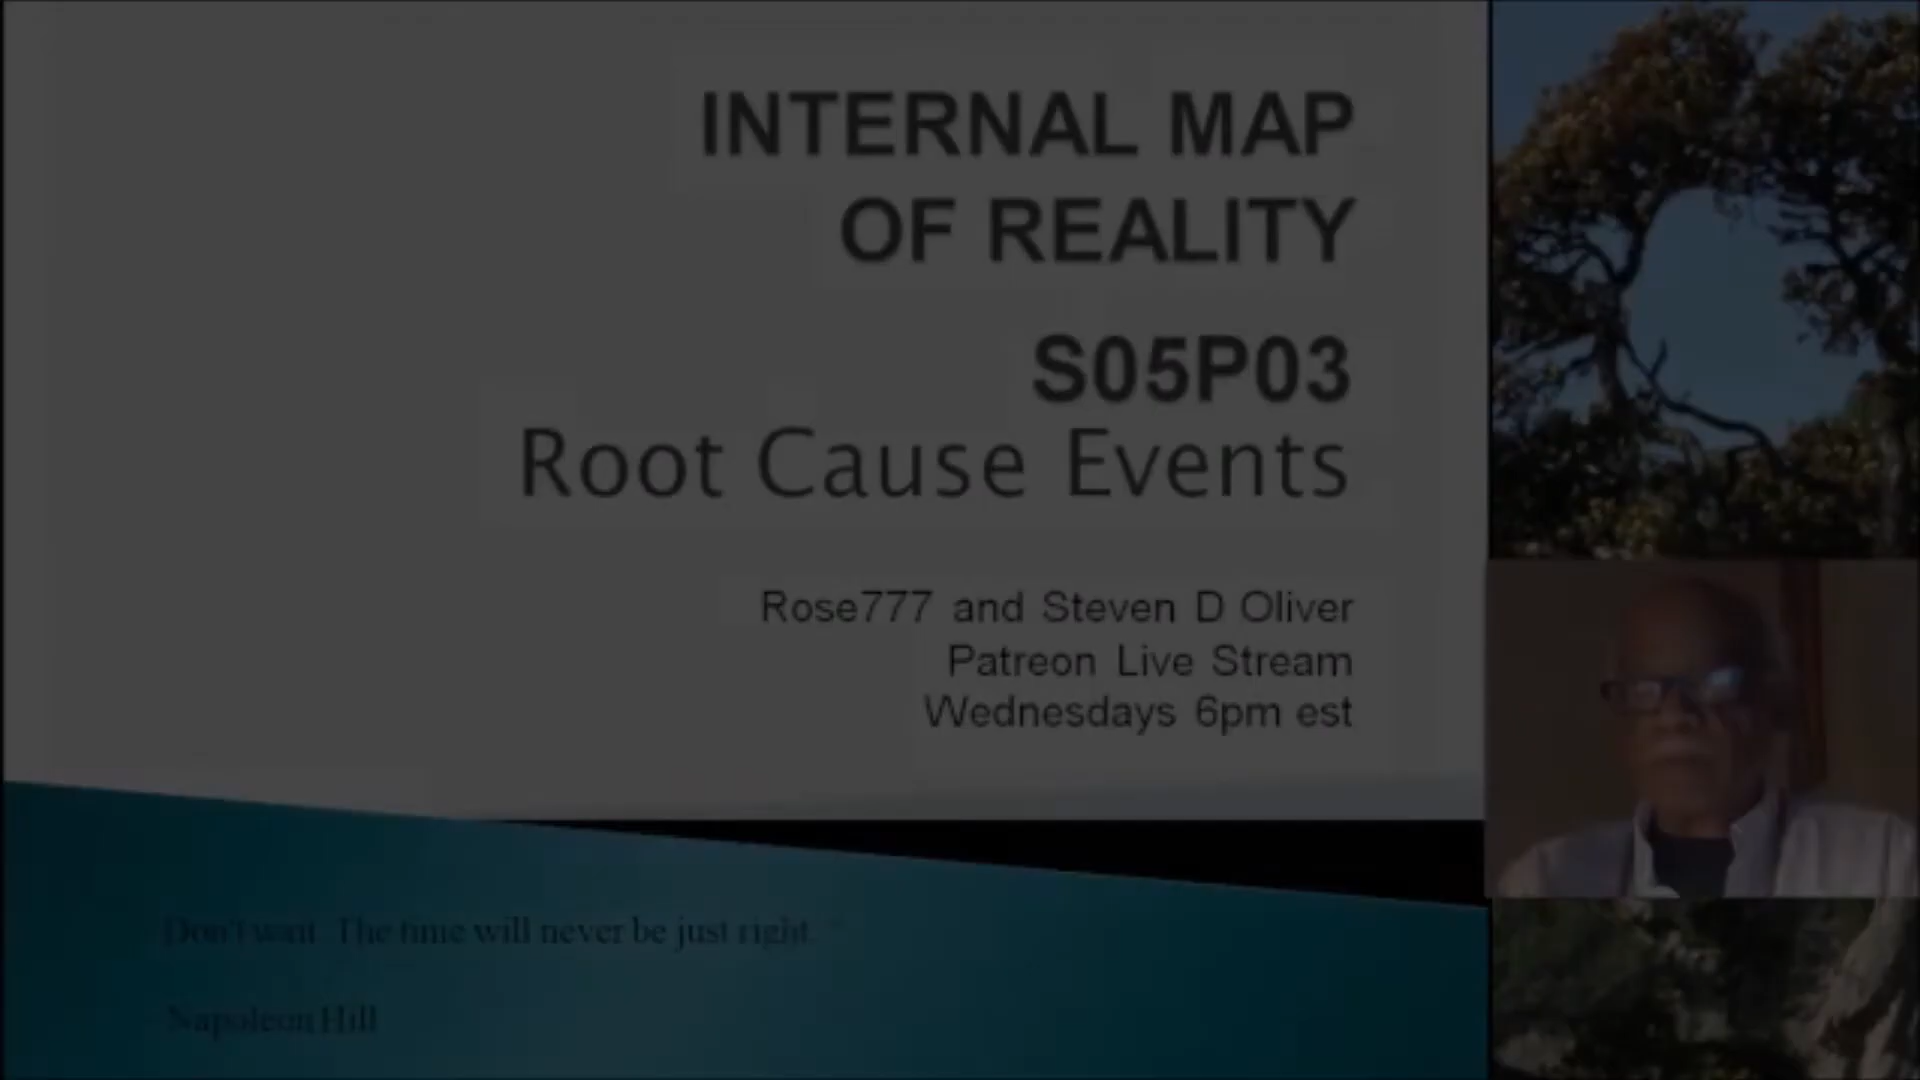 INTERNAL MAP
OF REALITY
S05P03
Root Cause Events
Rose777 and Steven D Oliver
Patreon Live Stream
Wednesdays 6pm est
Don't wait. The time will never be just right."
Napoleon Hill